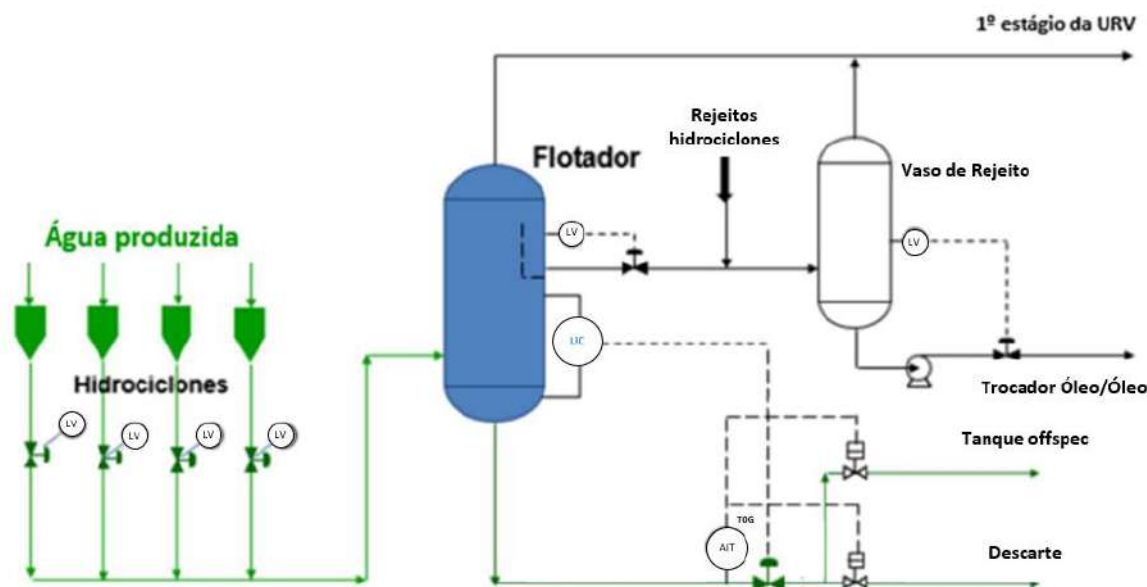 1º estágio da URV
Rejeitos
hidrociclones
Flotador
Vaso de Rejeito
Água produzida
LV
LV
LIC
Hidrociclones
LV
LV
LV
LV
Trocador Óleo/Óleo
Tanque offspec
TOG
AIT
Descarte